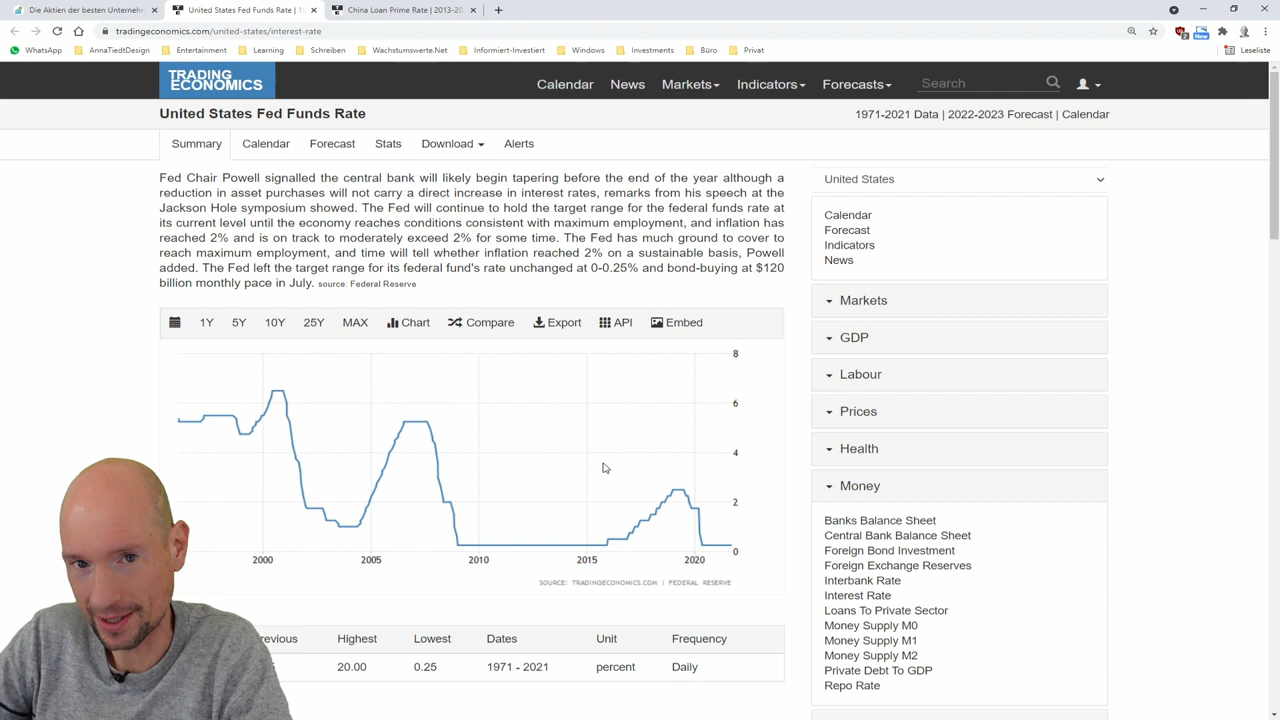 Die Aktien der besten Unternehm
United States Fed Funds Rate | 1
China Loan Prime Rate | 2013-20
tradingeconomics.com/united-states/interest-rate
WhatsApp
AnnaTiedtDesign
Entertainment
Learning
Schreiben
Wachstumswerte.Net
Informiert-Investiert
Windows
Investments
Büro
Privat
Leseliste
TRADING
ECONOMICS
Calendar
News
Markets
Indicators
Forecasts
Search
United States Fed Funds Rate
1971-2021 Data | 2022-2023 Forecast | Calendar
Summary
Calendar
Forecast
Stats
Download
Alerts
Fed Chair Powell signalled the central bank will likely begin tapering before the end of the year although a
reduction in asset purchases will not carry a direct increase in interest rates, remarks from his speech at the
Jackson Hole symposium showed. The Fed will continue to hold the target range for the federal funds rate at
its current level until the economy reaches conditions consistent with maximum employment, and inflation has
reached 2% and is on track to moderately exceed 2% for some time. The Fed has much ground to cover to
reach maximum employment, and time will tell whether inflation reached 2% on a sustainable basis, Powell
added. The Fed left the target range for its federal fund's rate unchanged at 0-0.25% and bond-buying at $120
billion monthly pace in July. source: Federal Reserve
1Y
5Y
10Y
25Y
MAX
Chart
Compare
Export
API
Embed
8
6
4
2
0
2000
2005
2010
2015
2020
SOURCE: TRADINGECONOMICS.COM | FEDERAL RESERVE
revious
Highest
Lowest
Dates
Unit
Frequency
20.00
0.25
1971 - 2021
percent
Daily
United States
Calendar
Forecast
Indicators
News
Markets
GDP
Labour
Prices
Health
Money
Banks Balance Sheet
Central Bank Balance Sheet
Foreign Bond Investment
Foreign Exchange Reserves
Interbank Rate
Interest Rate
Loans To Private Sector
Money Supply M0
Money Supply M1
Money Supply M2
Private Debt To GDP
Repo Rate